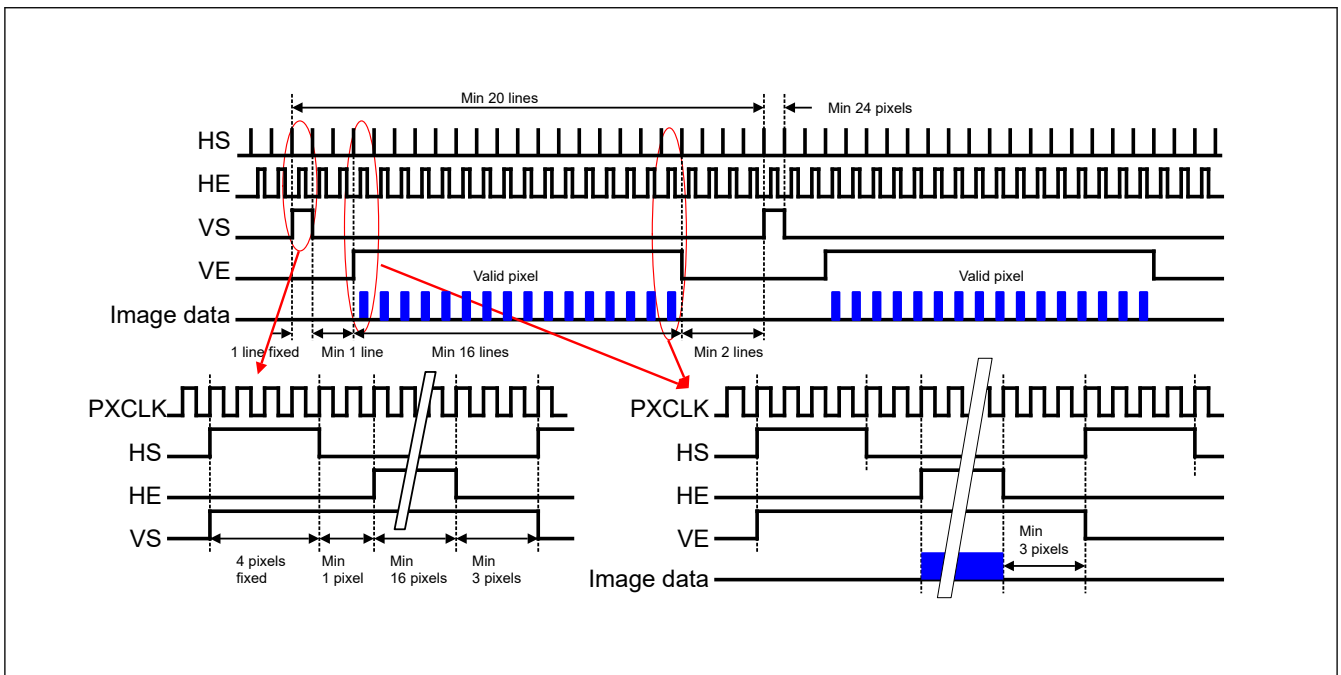 Min 20 lines
Min 24 pixels
HS
HE
VS
VE
Valid pixel
Valid pixel
Image data
1 line fixed
Min 1 line
Min 16 lines
Min 2 lines
PXCLK
HS
HE
VS
4 pixels
fixed
Min
1 pixel
Min
16 pixels
Min
3 pixels
PXCLK
HS
HE
VE
Min
3 pixels
Image data